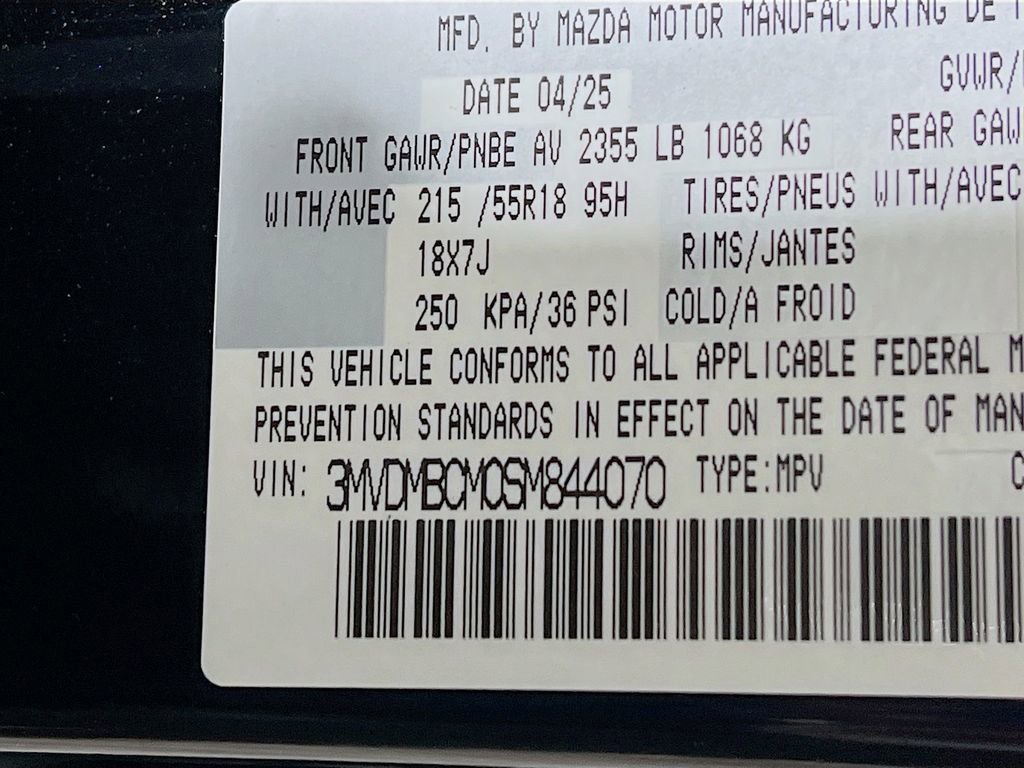 MFD. BY MAZDA MOTOR MANUFACTURING DE
DATE 04/25 GVWR/
FRONT GAWR/PNBE AV 2355 LB 1068 KG REAR GAW
WITH/AVEC 215 /55R18 95H TIRES/PNEUS WITH/AVEC
18X7J RIMS/JANTES
250 KPA/36 PSI COLD/A FROID
THIS VEHICLE CONFORMS TO ALL APPLICABLE FEDERAL M
PREVENTION STANDARDS IN EFFECT ON THE DATE OF MAN
VIN: 3MVDMBCM0SM844070 TYPE:MPV